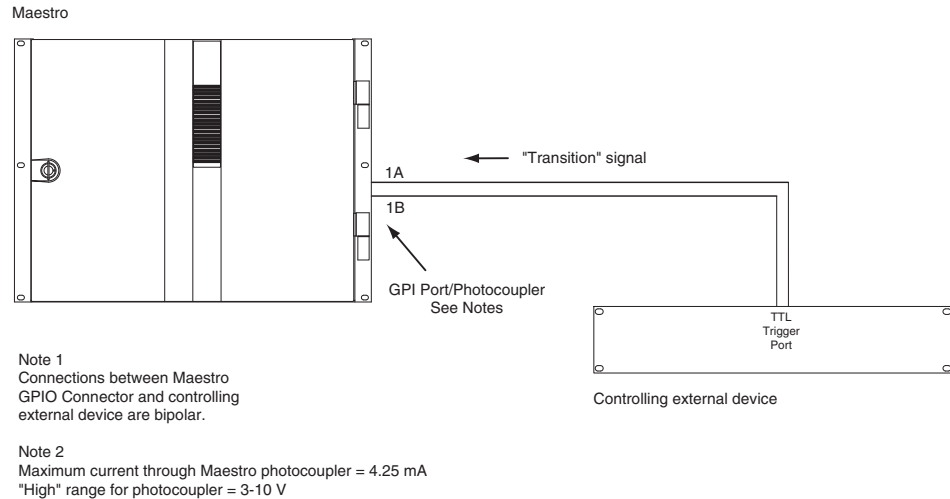 Maestro
"Transition" signal
1A
1B
GPI Port/Photocoupler
See Notes
TTL
Trigger
Port
Controlling external device
Note 1
Connections between Maestro
GPIO Connector and controlling
external device are bipolar.
Note 2
Maximum current through Maestro photocoupler = 4.25 mA
"High" range for photocoupler = 3-10 V